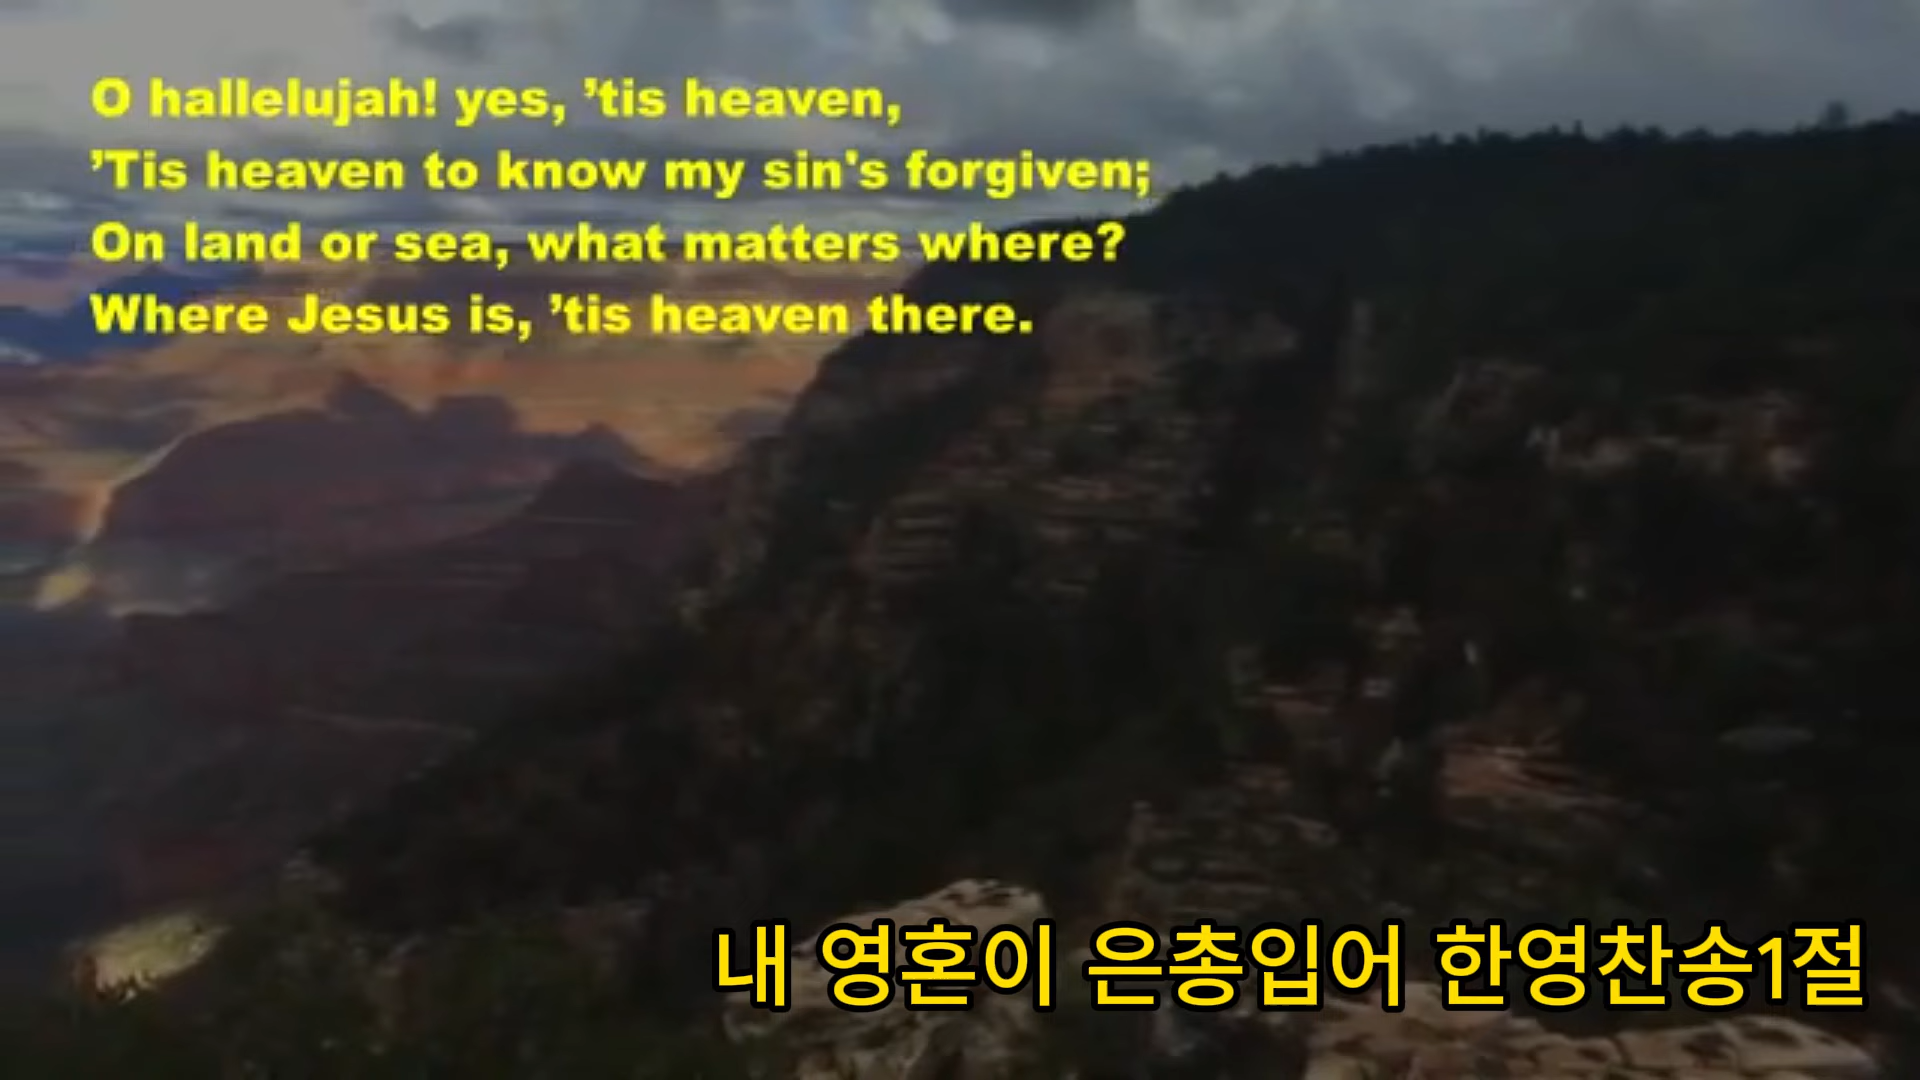 O hallelujah! yes, ’tis heaven,
’Tis heaven to know my sin's forgiven;
On land or sea, what matters where?
Where Jesus is, ’tis heaven there.
내 영혼이 은총입어 한영찬송1절